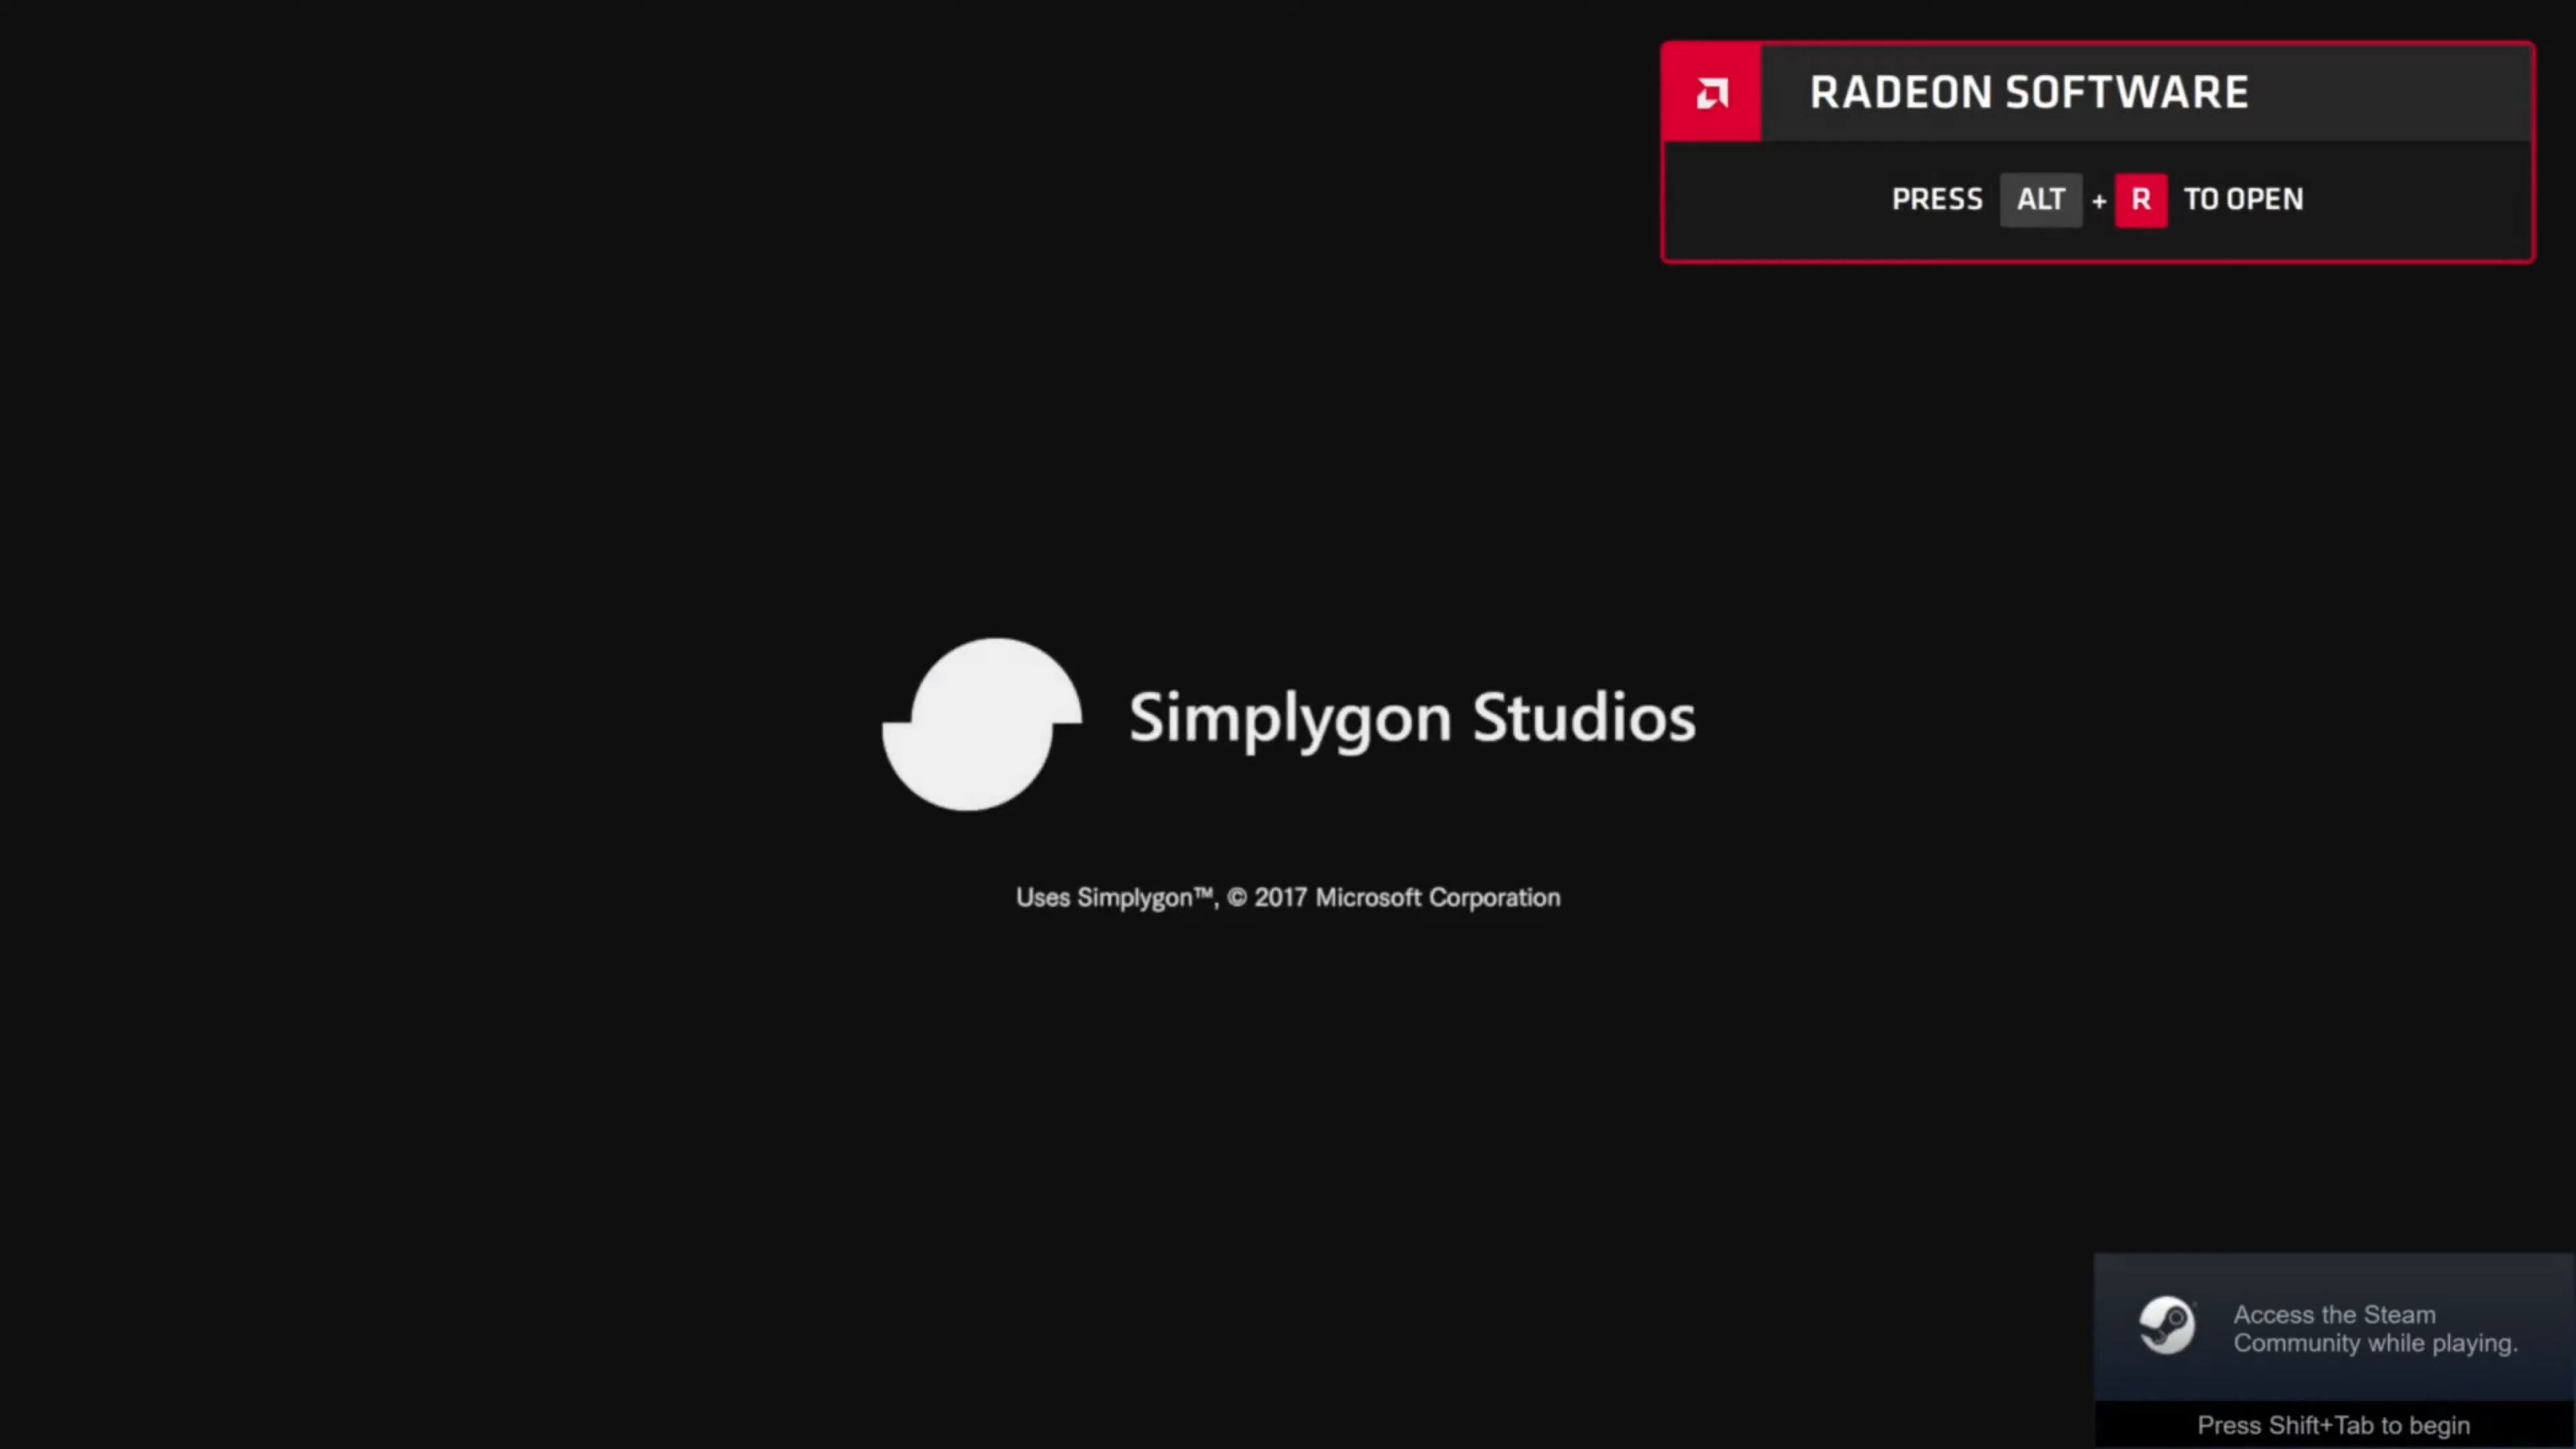 RADEON SOFTWARE
PRESS ALT + R TO OPEN
Simplygon Studios
Uses Simplygon™, © 2017 Microsoft Corporation
Access the Steam
Community while playing.
Press Shift+Tab to begin